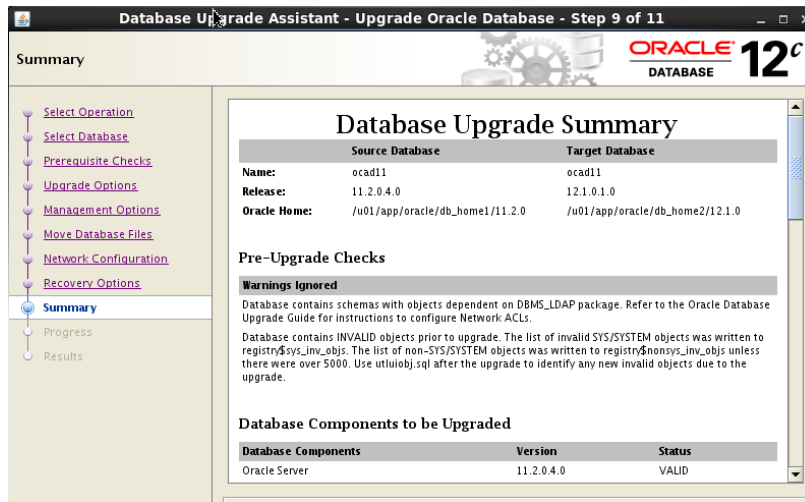 Database Upgrade Assistant - Upgrade Oracle Database - Step 9 of 11
Summary
ORACLE
DATABASE
12c
Select Operation
Select Database
Prerequisite Checks
Upgrade Options
Management Options
Move Database Files
Network Configuration
Recovery Options
Summary
Progress
Results
Database Upgrade Summary
Source Database Target Database
Name: ocad11 ocad11
Release: 11.2.0.4.0 12.1.0.1.0
Oracle Home: /u01/app/oracle/db_home1/11.2.0 /u01/app/oracle/db_home2/12.1.0
Pre-Upgrade Checks
Warnings Ignored
Database contains schemas with objects dependent on DBMS_LDAP package. Refer to the Oracle Database
Upgrade Guide for instructions to configure Network ACLs.
Database contains INVALID objects prior to upgrade. The list of invalid SYS/SYSTEM objects was written to
registry$sys_inv_objs. The list of non-SYS/SYSTEM objects was written to registry$nonsys_inv_objs unless
there were over 5000. Use utluiobj.sql after the upgrade to identify any new invalid objects due to the
upgrade.
Database Components to be Upgraded
Database Components Version Status
Oracle Server 11.2.0.4.0 VALID